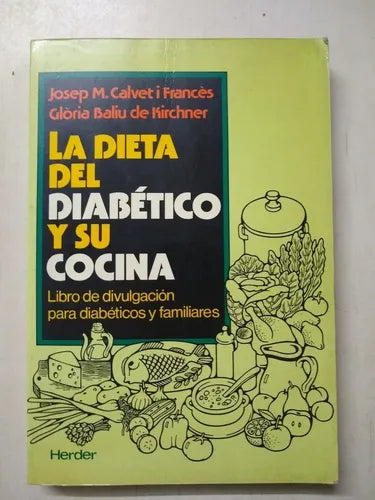 Josep M. Calvet i Francès
Glòria Baliu de Kirchner
LA DIETA
DEL
DIABÉTICO
Y SU
COCINA
Libro de divulgación
para diabéticos y familiares
Herder